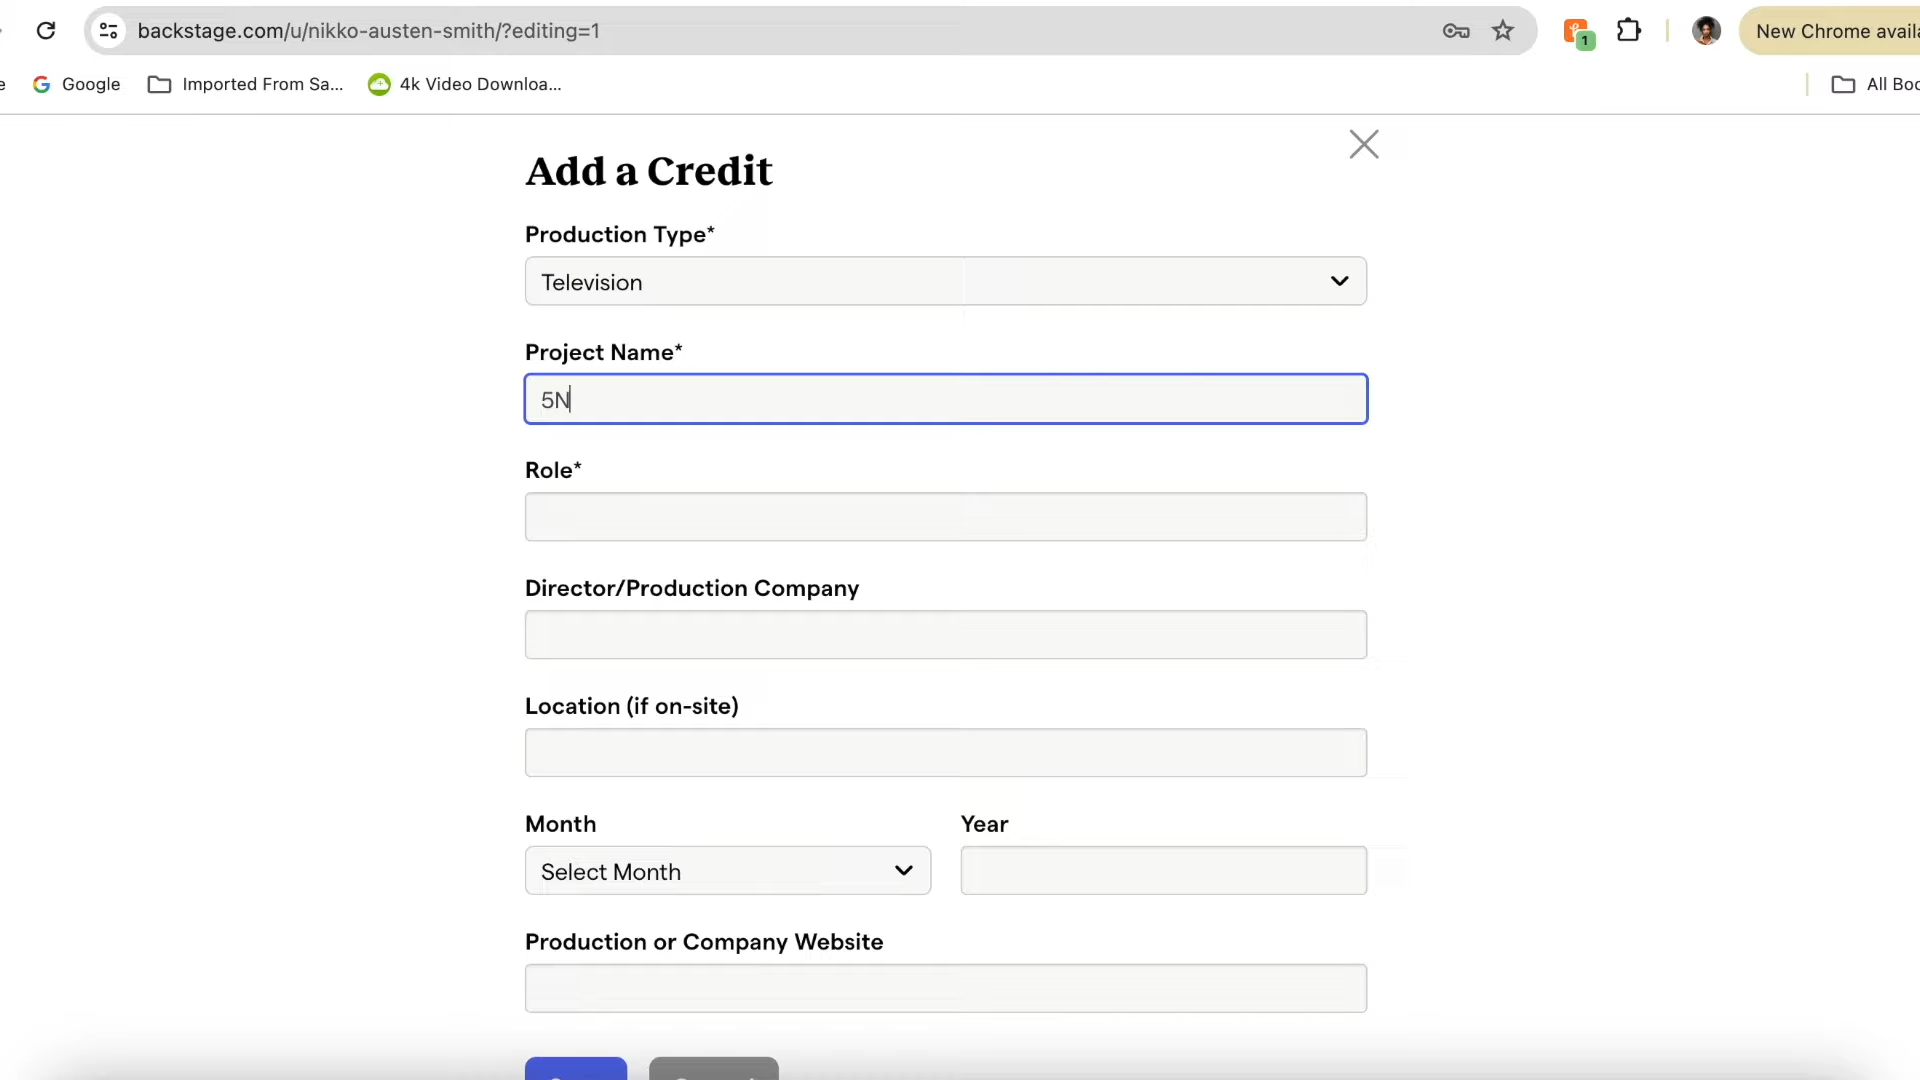 backstage.com/u/nikko-austen-smith/?editing=1
1
New Chrome availa
e
Google
Imported From Sa...
4k Video Downloa...
All Boo
Add a Credit
Production Type*
Television
Project Name*
5N
Role*
Director/Production Company
Location (if on-site)
Month
Year
Select Month
Production or Company Website